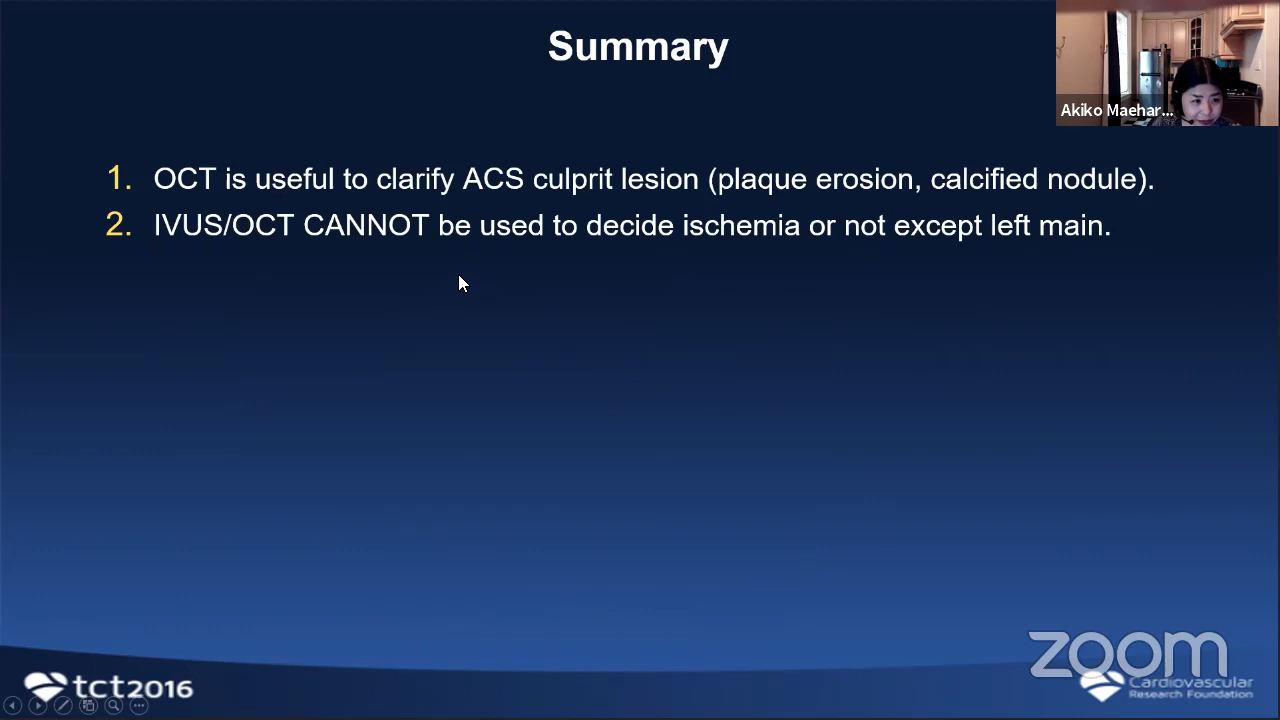 Summary
Akiko Maehar...
1. OCT is useful to clarify ACS culprit lesion (plaque erosion, calcified nodule).
2. IVUS/OCT CANNOT be used to decide ischemia or not except left main.
zoom
tct2016
Cardiovascular
Research Foundation